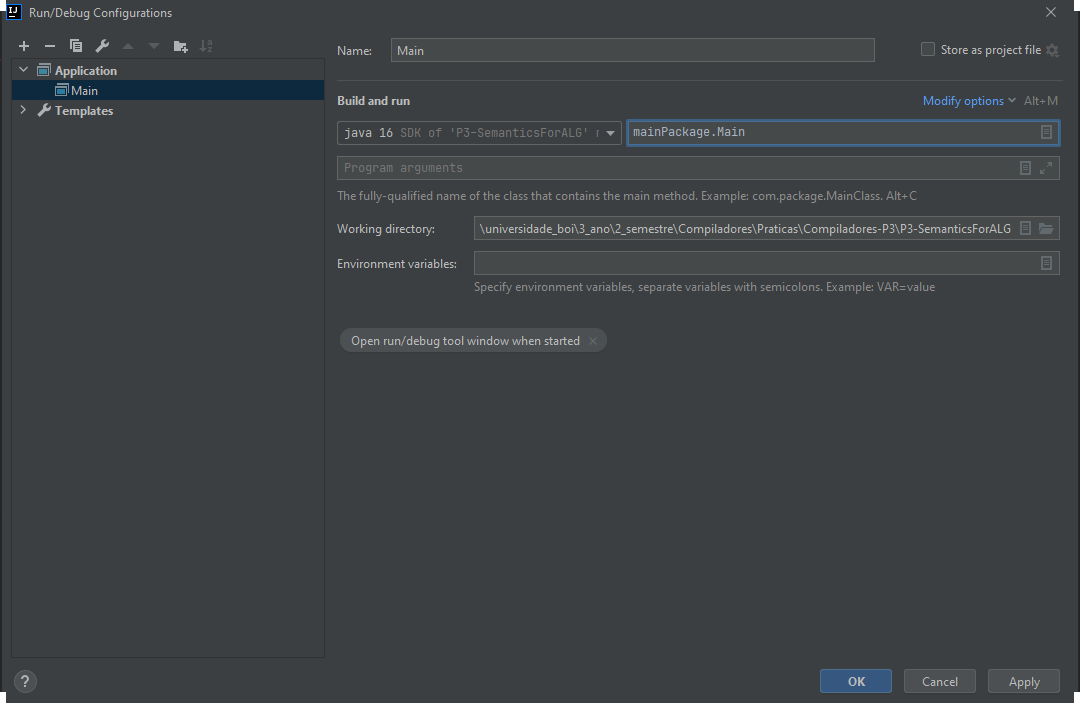 IJ Run/Debug Configurations
Name: Main Store as project file
Application
Main
Templates
Build and run Modify options Alt+M
java 16 SDK of 'P3-SemanticsForALG' mainPackage.Main
Program arguments
The fully-qualified name of the class that contains the main method. Example: com.package.MainClass. Alt+C
Working directory: \universidade_boi\3_ano\2_semestre\Compiladores\Praticas\Compiladores-P3\P3-SemanticsForALG
Environment variables:
Specify environment variables, separate variables with semicolons. Example: VAR=value
Open run/debug tool window when started
? OK Cancel Apply